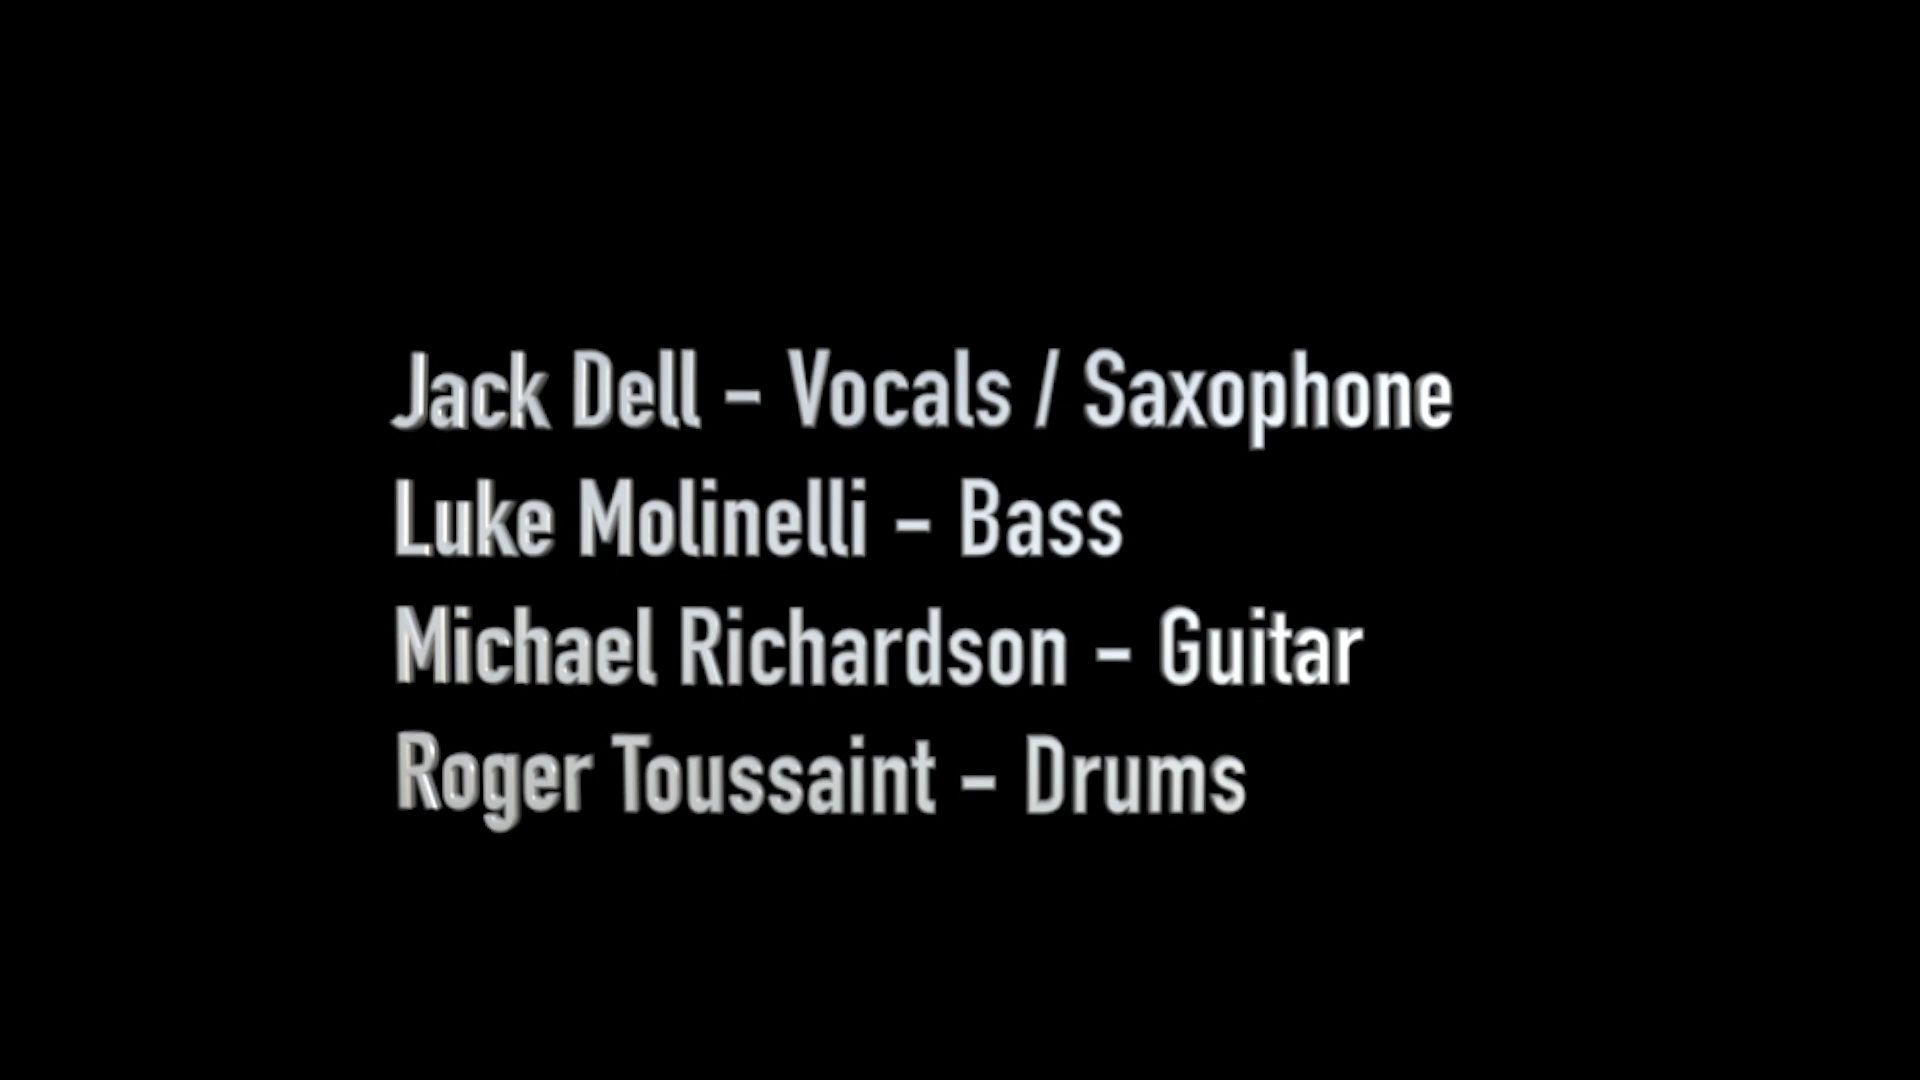 Jack Dell – Vocals / Saxophone
Luke Molinelli – Bass
Michael Richardson – Guitar
Roger Toussaint – Drums